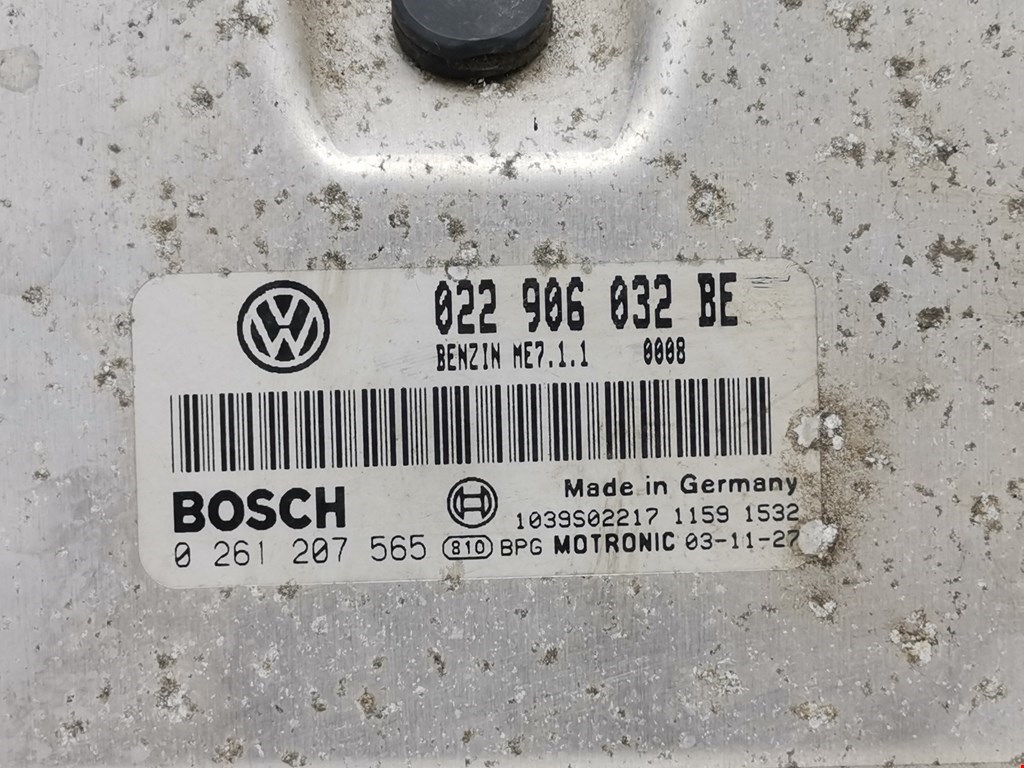 022 906 032 BE
BENZIN ME7.1.1 0008
BOSCH
Made in Germany
1039S02217 1159 1532
0 261 207 565 810 BPG MOTRONIC 03-11-27